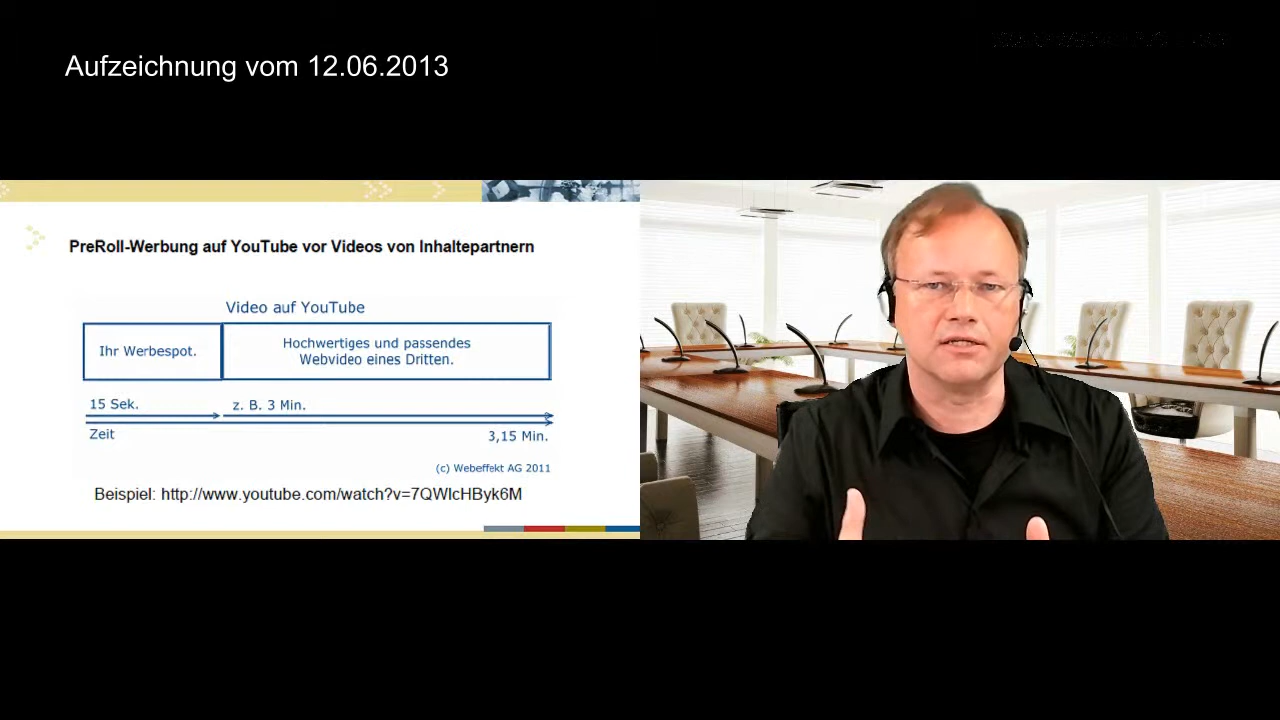 Aufzeichnung vom 12.06.2013
PreRoll-Werbung auf YouTube vor Videos von Inhaltepartnern
Video auf YouTube
Ihr Werbespot.
Hochwertiges und passendes
Webvideo eines Dritten.
15 Sek.
z. B. 3 Min.
Zeit
3,15 Min.
(c) Webeffekt AG 2011
Beispiel: http://www.youtube.com/watch?v=7QWlcHByk6M